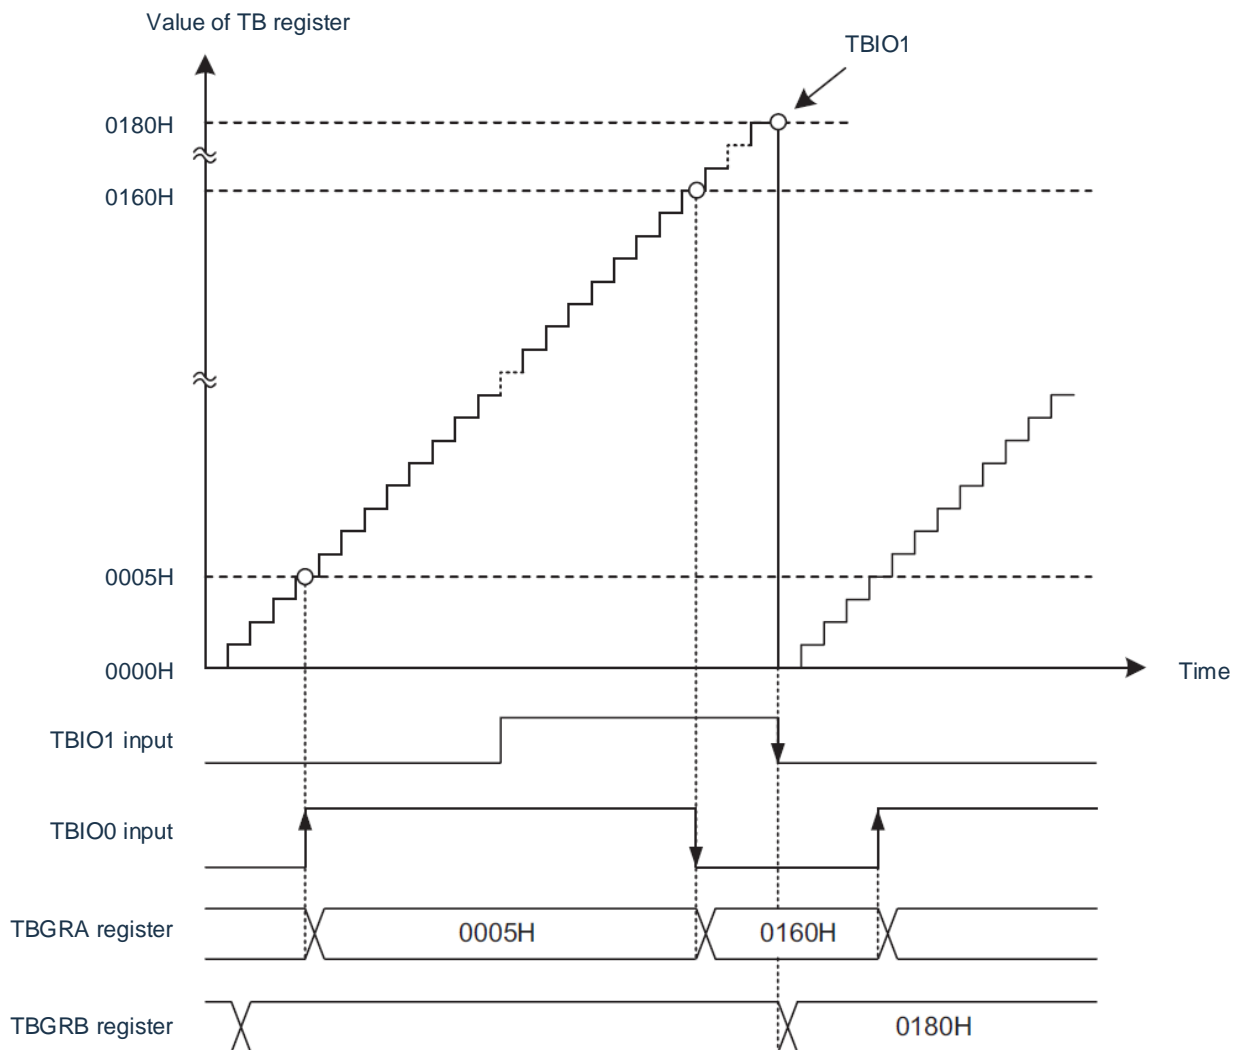 Value of TB register
TBIO1
0180H
0160H
0005H
0000H
Time
TBIO1 input
TBIO0 input
TBGRA register
0005H
0160H
TBGRB register
0180H